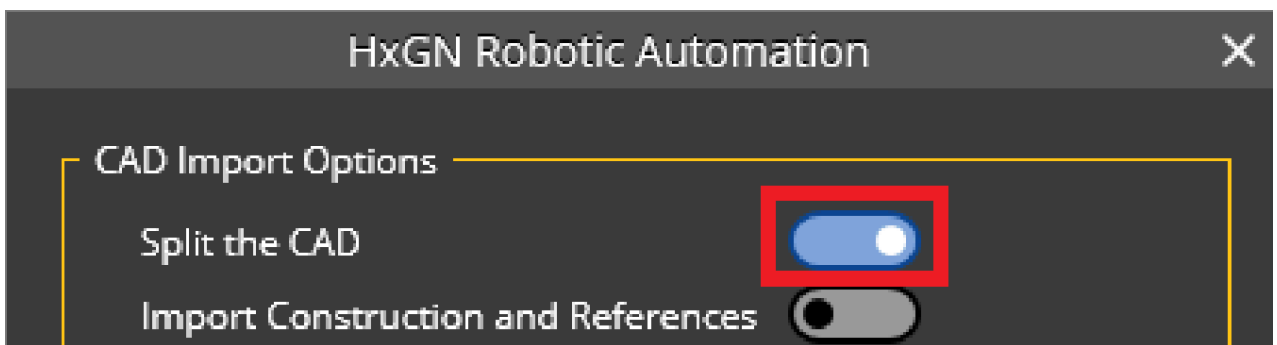 HxGN Robotic Automation
CAD Import Options
Split the CAD
Import Construction and References